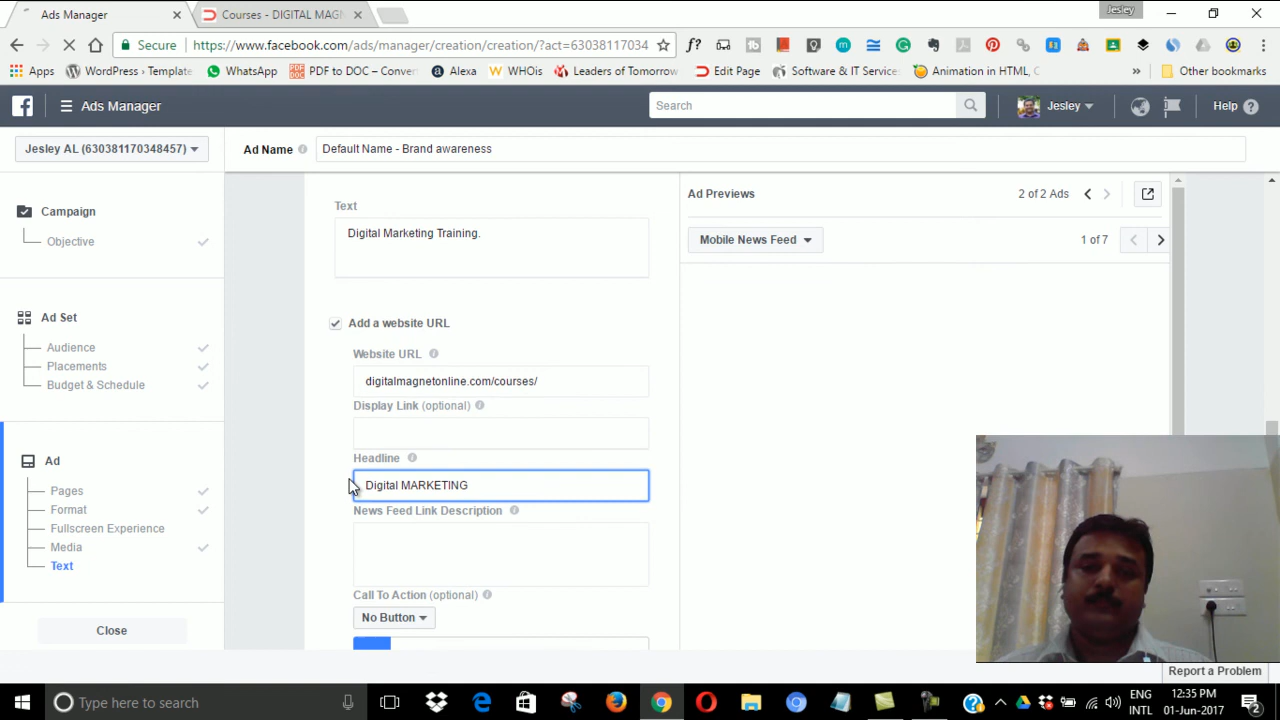 Ads Manager
Courses - DIGITAL MAGN
Jesley
Secure
https://www.facebook.com/ads/manager/creation/creation/?act=63038117034
f?
Apps
WordPress › Template
WhatsApp
PDF to DOC – Conver
Alexa
WHOis
Leaders of Tomorrow
Edit Page
Software & IT Service
Animation in HTML, C
»
Other bookmarks
Ads Manager
Search
Jesley
Help
Jesley AL (630381170348457)
Ad Name
Default Name - Brand awareness
Campaign
Objective
Ad Set
Audience
Placements
Budget & Schedule
Ad
Pages
Format
Fullscreen Experience
Media
Text
Close
Text
Digital Marketing Training.
Add a website URL
Website URL
digitalmagnetonline.com/courses/
Display Link (optional)
Headline
Digital MARKETING
News Feed Link Description
Call To Action (optional)
No Button
Ad Previews
2 of 2 Ads
Mobile News Feed
1 of 7
Report a Problem
Type here to search
ENG
INTL
12:35 PM
01-Jun-2017
2